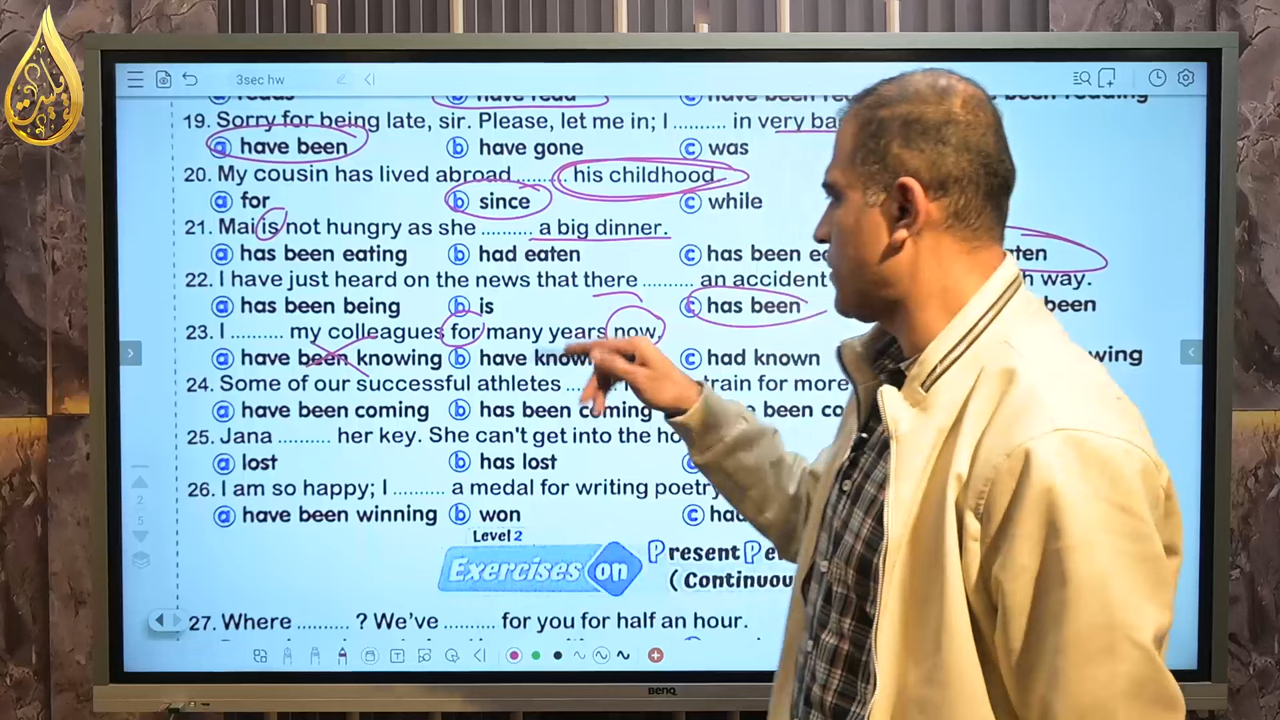 3sec hw
have read
19. Sorry for being late, sir. Please, let me in; I .......... in very
a have been b have gone c was
20. My cousin has lived abroad.......... his childhood
a for b since c while
21. Mai is not hungry as she .......... a big dinner.
a has been eating b had eaten c has been
22. I have just heard on the news that there .......... an accident way.
a has been being b is c has been been
23. I .......... my colleagues for many years now.
a have been knowing b have c had known
24. Some of our successful athletes train for more
a have been coming b has been coming been
25. Jana .......... her key. She can't get into the
a lost b has lost
26. I am so happy; I .......... a medal for writing poetry
a have been winning b won c
Level 2
Exercises on
Present
(Continuou
27. Where .......... ? We've .......... for you for half an hour.
BenQ